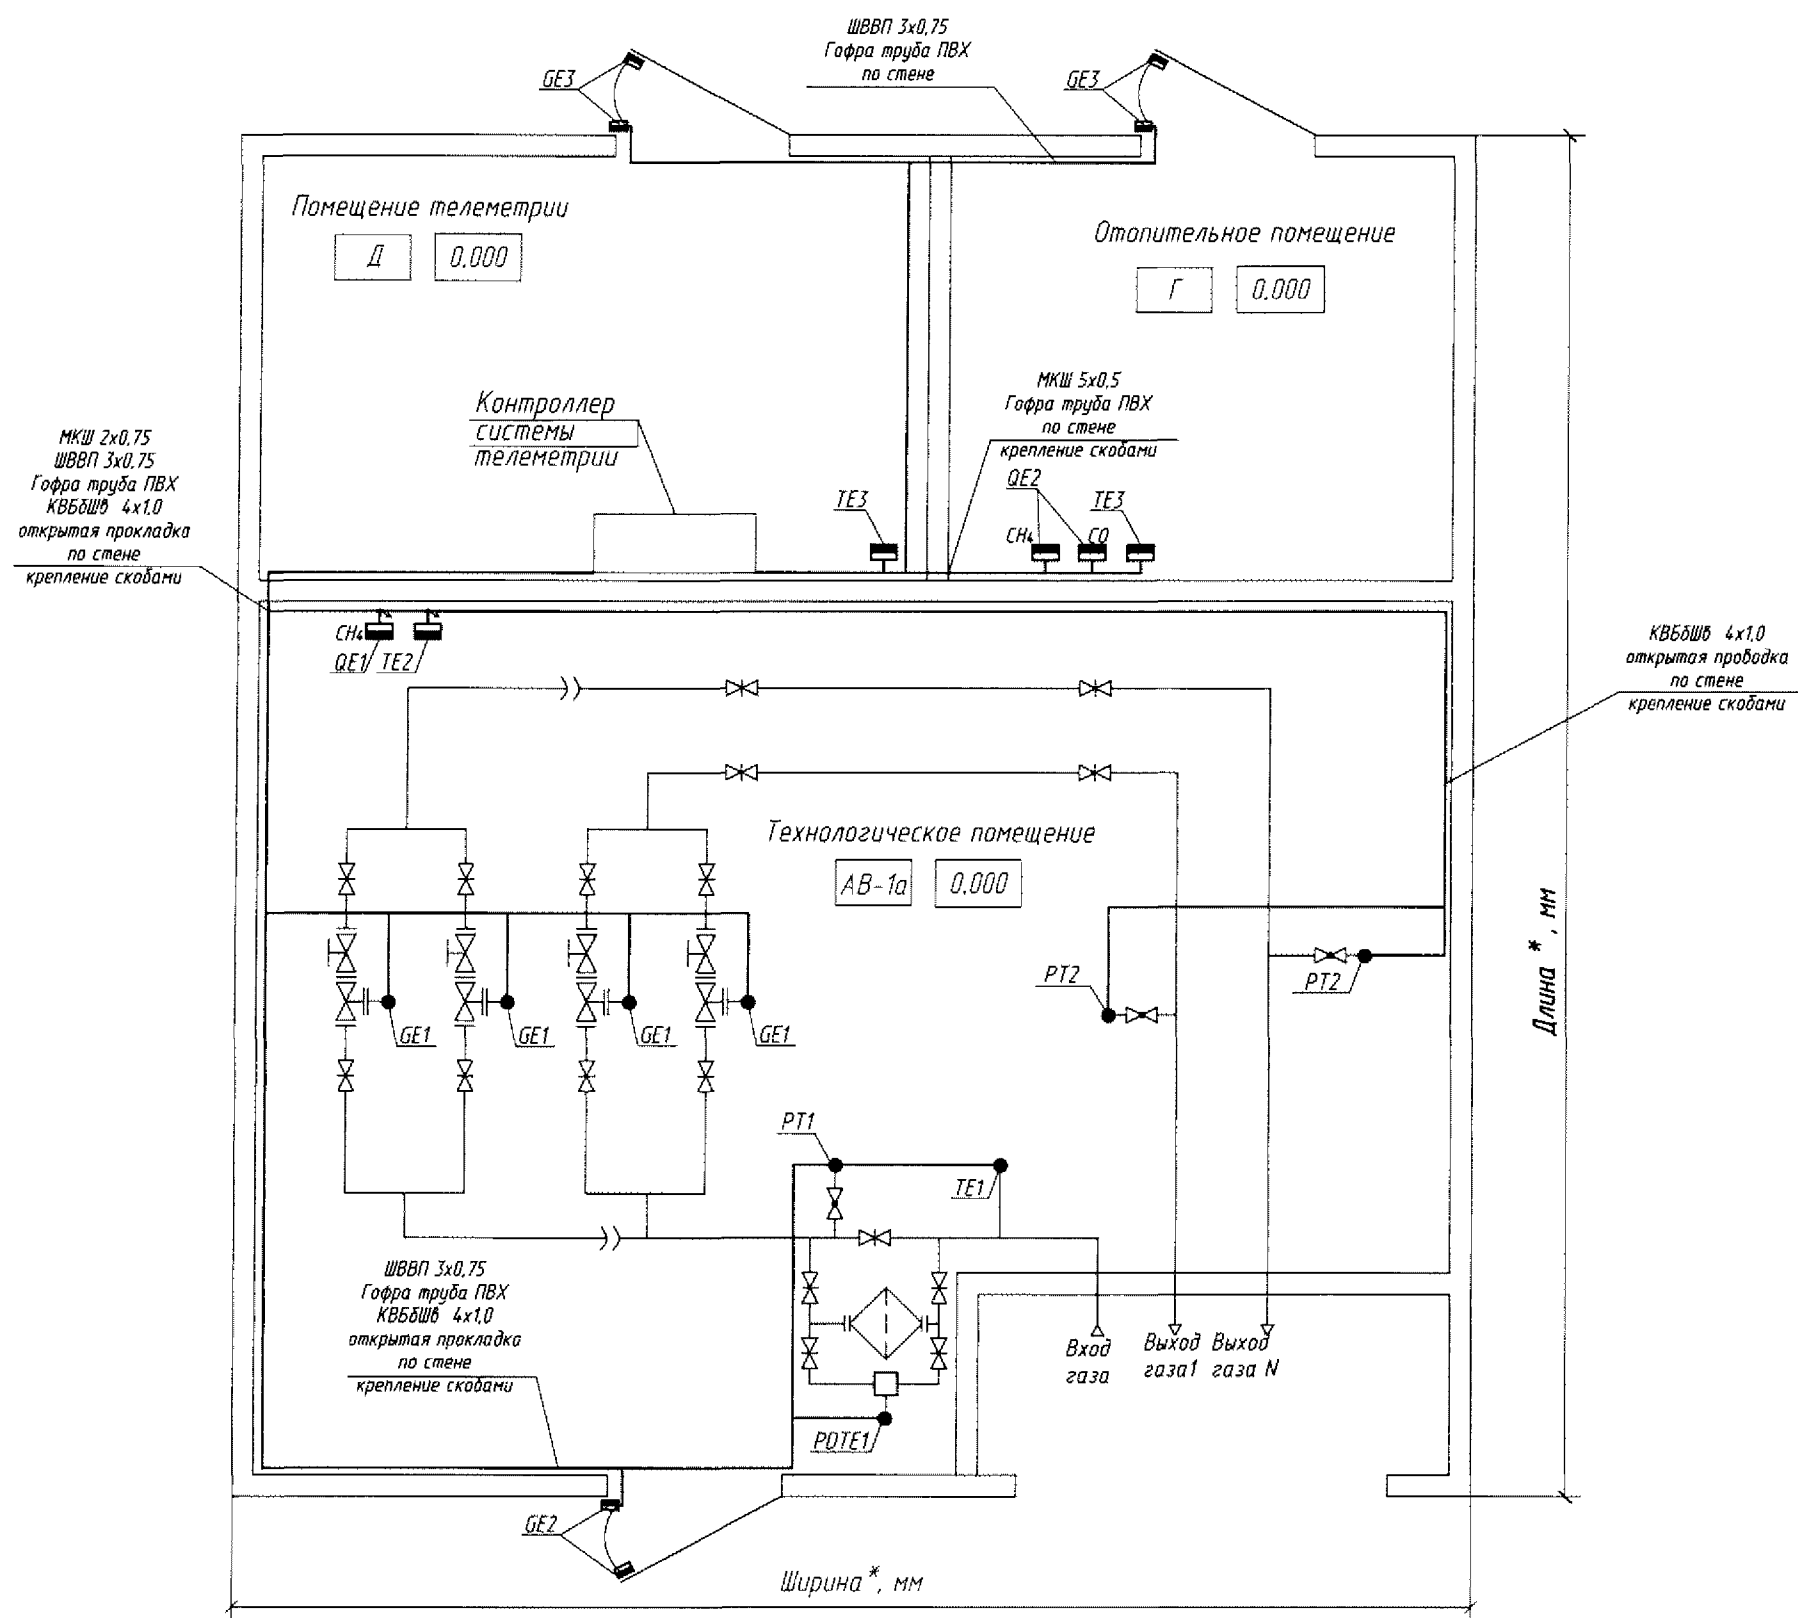 ШВВП 3х0,75
Гофра труба ПВХ
по стене
GE3
GE3
Помещение телеметрии
Д
0.000
Отопительное помещение
Г
0.000
МКШ 5х0,5
Гофра труба ПВХ
по стене
крепление скобами
Контроллер
системы
телеметрии
МКШ 2х0,75
ШВВП 3х0,75
Гофра труба ПВХ
КВБбШв 4х1,0
открытая прокладка
по стене
крепление скобами
TE3
QE2
TE3
CH4
CO
CH4
QE1
TE2
КВБбШв 4х1,0
открытая проводка
по стене
крепление скобами
Технологическое помещение
АВ-1а
0.000
Длина*, мм
PT2
PT2
GE1
GE1
GE1
GE1
PT1
TE1
ШВВП 3х0,75
Гофра труба ПВХ
КВБбШв 4х1,0
открытая прокладка
по стене
крепление скобами
Вход
газа
Выход
газа1
Выход
газа N
PDTE1
GE2
Ширина*, мм